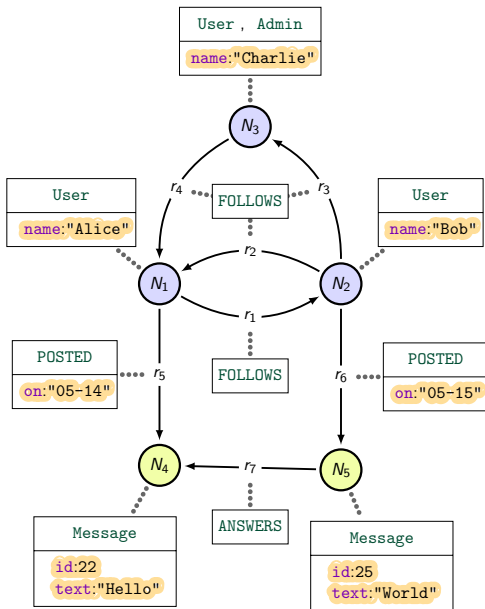 User , Admin
name:"Charlie"
N3
r4
r3
FOLLOWS
User
name:"Alice"
User
name:"Bob"
r2
N1
N2
r1
FOLLOWS
POSTED
on:"05-14"
r5
r6
POSTED
on:"05-15"
N4
r7
N5
ANSWERS
Message
id:22
text:"Hello"
Message
id:25
text:"World"